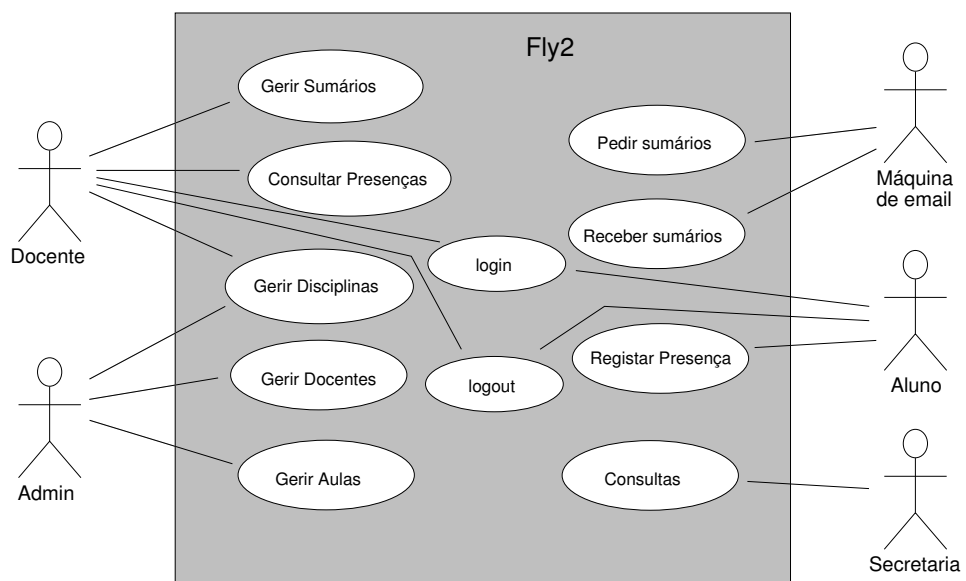 Fly2
Gerir Sumários
Pedir sumários
Consultar Presenças
Máquina
de email
Docente
Receber sumários
login
Gerir Disciplinas
Registar Presença
Gerir Docentes
logout
Aluno
Gerir Aulas
Consultas
Admin
Secretaria